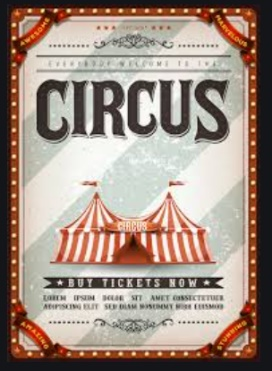 AWESOME
MARVELOUS
EVERYBODY WELCOME TO THE
CIRCUS
CIRCUS
BUY TICKETS NOW
LOREM IPSUM DOLOR SIT AMET CONSECTETUER
ADIPISCING ELIT SED DIAM NONUMMY NIBH EUISMOD
AMAZING
STUNNING